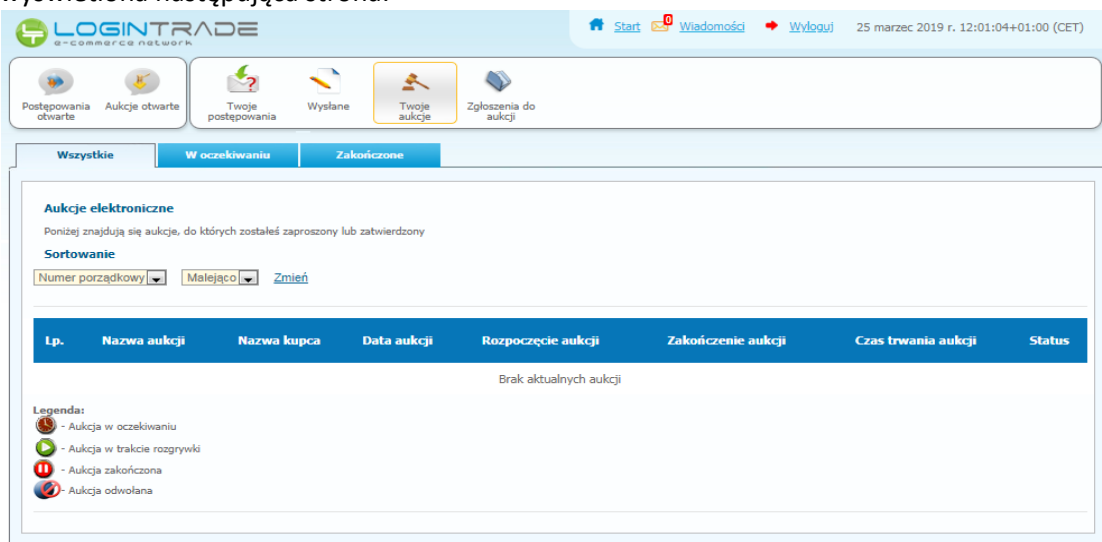 wyświetlona następująca strona:
LOGINTRADE
e-commerce network
Start 0 Wiadomości Wyloguj 25 marzec 2019 r. 12:01:04+01:00 (CET)
Postępowania otwarte
Aukcje otwarte
Twoje postępowania
Wysłane
Twoje aukcje
Zgłoszenia do aukcji
Wszystkie W oczekiwaniu Zakończone
Aukcje elektroniczne
Poniżej znajdują się aukcje, do których zostałeś zaproszony lub zatwierdzony
Sortowanie
Numer porządkowy Malejąco Zmień
Lp. Nazwa aukcji Nazwa kupca Data aukcji Rozpoczęcie aukcji Zakończenie aukcji Czas trwania aukcji Status
Brak aktualnych aukcji
Legenda:
- Aukcja w oczekiwaniu
- Aukcja w trakcie rozgrywki
- Aukcja zakończona
- Aukcja odwołana